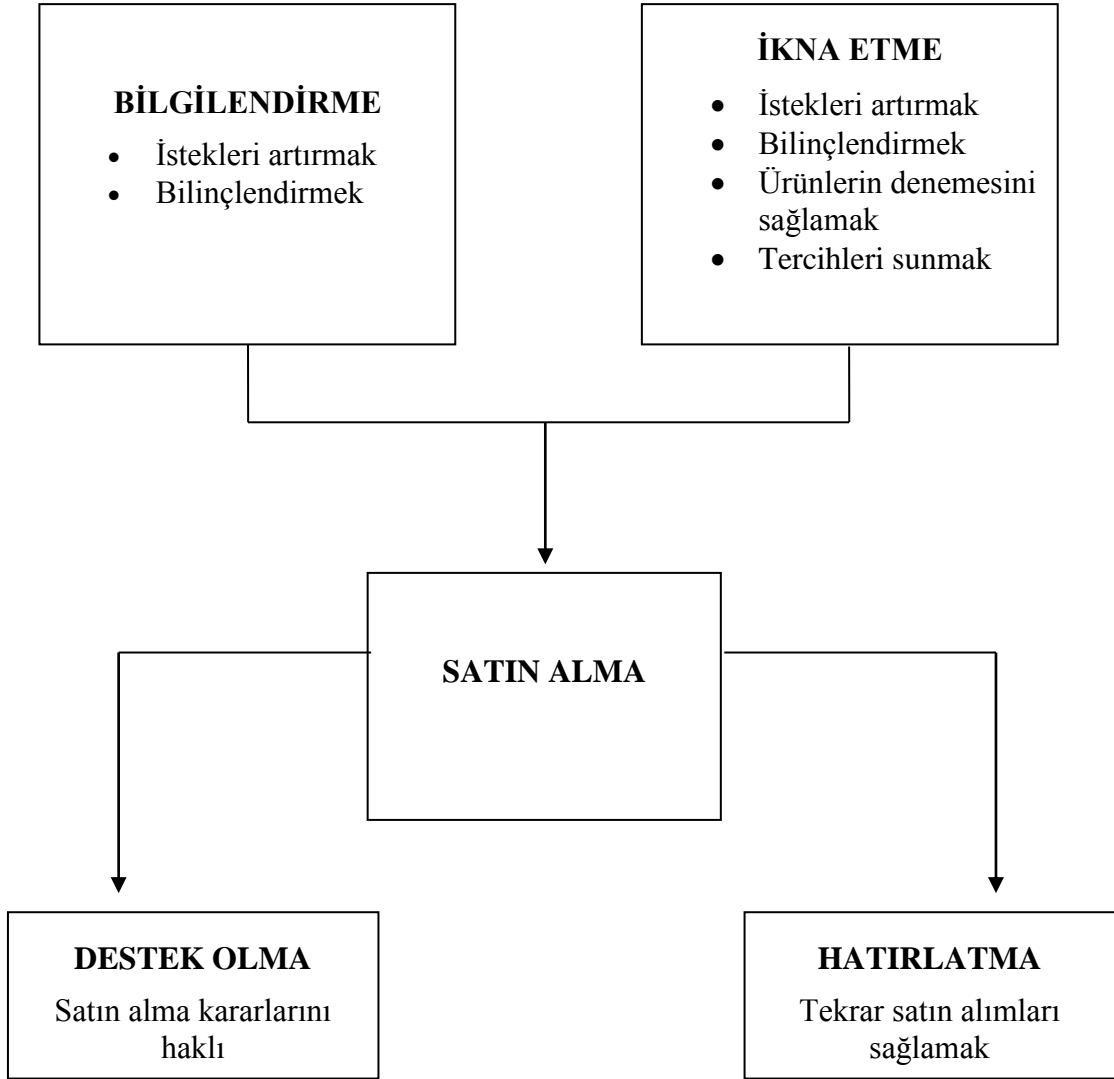 BİLGİLENDİRME
• İstekleri artırmak
• Bilinçlendirmek
İKNA ETME
• İstekleri artırmak
• Bilinçlendirmek
• Ürünlerin denemesini
sağlamak
• Tercihleri sunmak
SATIN ALMA
DESTEK OLMA
Satın alma kararlarını
haklı
HATIRLATMA
Tekrar satın alımları
sağlamak